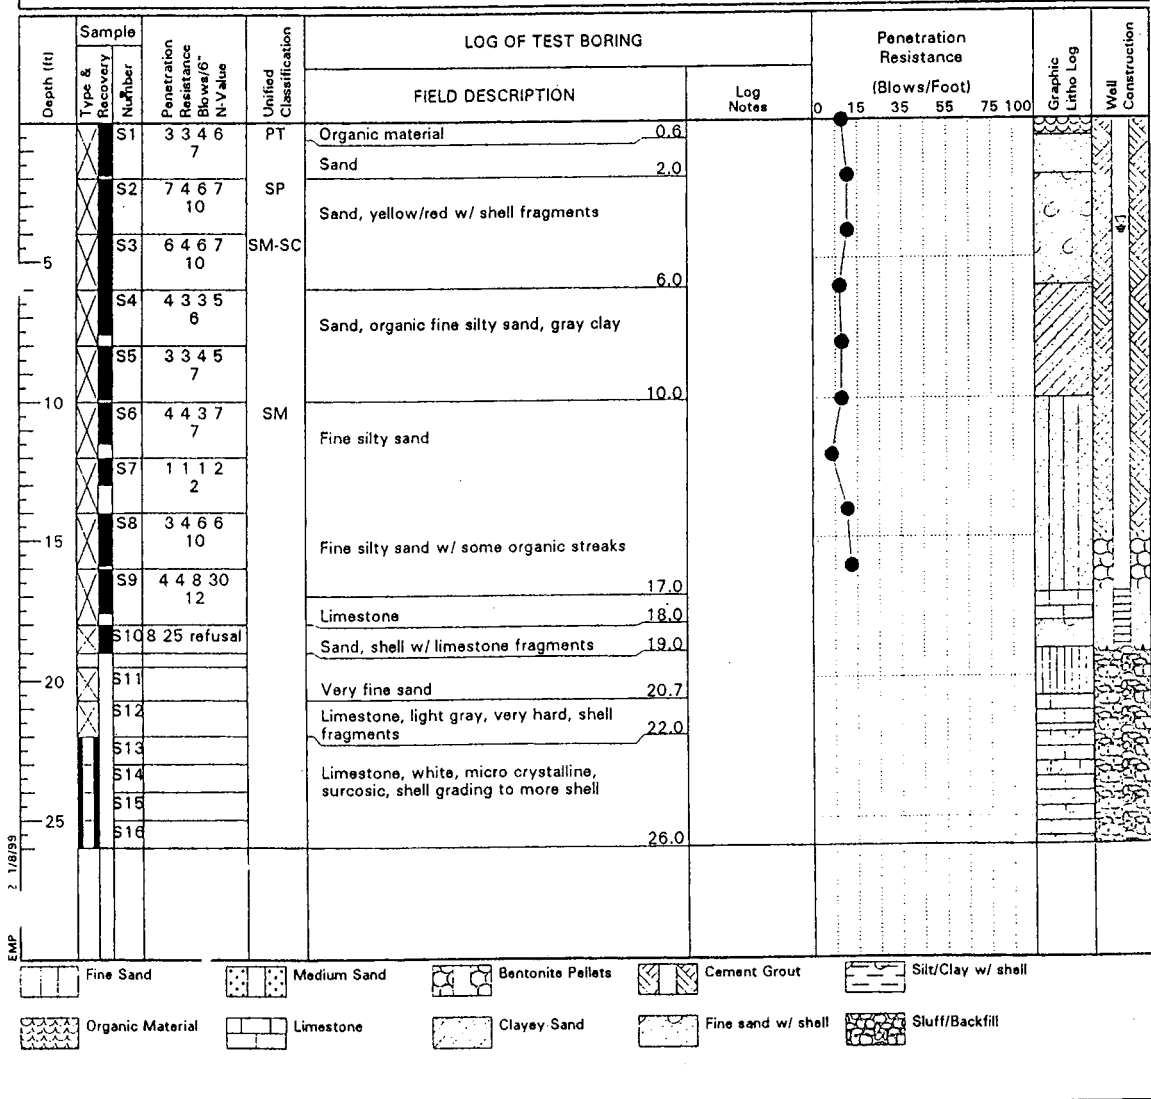 Depth (ft)
Sample
Type & Recovery
Number
Penetration Resistance Blows/6" N-Value
Unified Classification
LOG OF TEST BORING
FIELD DESCRIPTION
Log Notes
Penetration
Resistance
(Blows/Foot)
0 15 35 55 75 100
Graphic Litho Log
Well Construction
S1 3 3 4 6 PT Organic material 0.6
7
Sand 2.0
S2 7 4 6 7 SP
10
Sand, yellow/red w/ shell fragments
S3 6 4 6 7 SM-SC
10
5
6.0
S4 4 3 3 5
6
Sand, organic fine silty sand, gray clay
S5 3 3 4 5
7
10.0
10
S6 4 4 3 7 SM
7
Fine silty sand
S7 1 1 1 2
2
S8 3 4 6 6
10
15
Fine silty sand w/ some organic streaks
S9 4 4 8 30
12
17.0
Limestone 18.0
S10 8 25 refusal
Sand, shell w/ limestone fragments 19.0
20
S11
Very fine sand 20.7
S12
Limestone, light gray, very hard, shell
fragments 22.0
S13
S14
Limestone, white, micro crystalline,
surcosic, shell grading to more shell
S15
25
S16
26.0
EMP
1/8/99
Fine Sand
Medium Sand
Bentonite Pellets
Cement Grout
Silt/Clay w/ shell
Organic Material
Limestone
Clayey Sand
Fine sand w/ shell
Sluff/Backfill